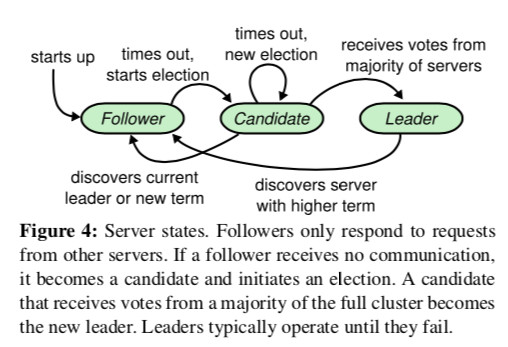 times out,
new election
receives votes from
majority of servers
starts up
times out,
starts election
Follower
Candidate
Leader
discovers current
leader or new term
discovers server
with higher term
Figure 4: Server states. Followers only respond to requests
from other servers. If a follower receives no communication,
it becomes a candidate and initiates an election. A candidate
that receives votes from a majority of the full cluster becomes
the new leader. Leaders typically operate until they fail.